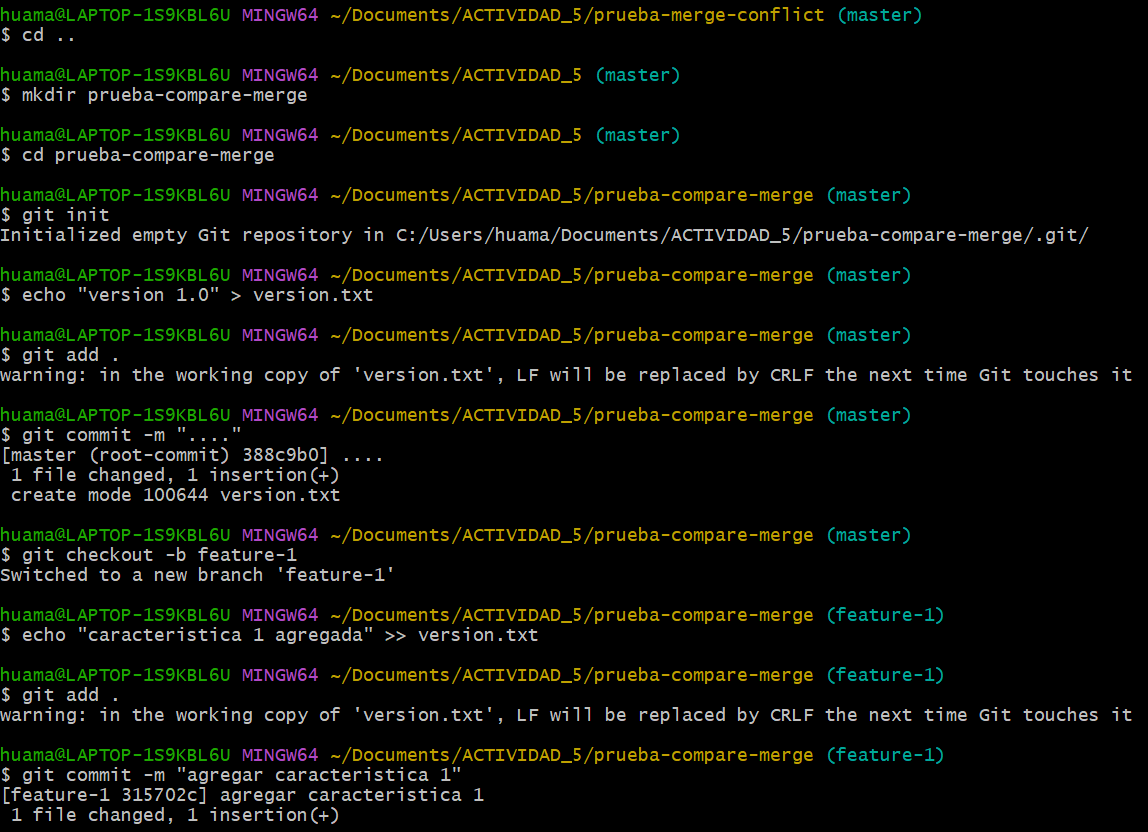 huama@LAPTOP-1S9KBL6U MINGW64 ~/Documents/ACTIVIDAD_5/prueba-merge-conflict (master)
$ cd ..
huama@LAPTOP-1S9KBL6U MINGW64 ~/Documents/ACTIVIDAD_5 (master)
$ mkdir prueba-compare-merge
huama@LAPTOP-1S9KBL6U MINGW64 ~/Documents/ACTIVIDAD_5 (master)
$ cd prueba-compare-merge
huama@LAPTOP-1S9KBL6U MINGW64 ~/Documents/ACTIVIDAD_5/prueba-compare-merge (master)
$ git init
Initialized empty Git repository in C:/Users/huama/Documents/ACTIVIDAD_5/prueba-compare-merge/.git/
huama@LAPTOP-1S9KBL6U MINGW64 ~/Documents/ACTIVIDAD_5/prueba-compare-merge (master)
$ echo "version 1.0" > version.txt
huama@LAPTOP-1S9KBL6U MINGW64 ~/Documents/ACTIVIDAD_5/prueba-compare-merge (master)
$ git add .
warning: in the working copy of 'version.txt', LF will be replaced by CRLF the next time Git touches it
huama@LAPTOP-1S9KBL6U MINGW64 ~/Documents/ACTIVIDAD_5/prueba-compare-merge (master)
$ git commit -m "...."
[master (root-commit) 388c9b0] ....
 1 file changed, 1 insertion(+)
 create mode 100644 version.txt
huama@LAPTOP-1S9KBL6U MINGW64 ~/Documents/ACTIVIDAD_5/prueba-compare-merge (master)
$ git checkout -b feature-1
Switched to a new branch 'feature-1'
huama@LAPTOP-1S9KBL6U MINGW64 ~/Documents/ACTIVIDAD_5/prueba-compare-merge (feature-1)
$ echo "caracteristica 1 agregada" >> version.txt
huama@LAPTOP-1S9KBL6U MINGW64 ~/Documents/ACTIVIDAD_5/prueba-compare-merge (feature-1)
$ git add .
warning: in the working copy of 'version.txt', LF will be replaced by CRLF the next time Git touches it
huama@LAPTOP-1S9KBL6U MINGW64 ~/Documents/ACTIVIDAD_5/prueba-compare-merge (feature-1)
$ git commit -m "agregar caracteristica 1"
[feature-1 315702c] agregar caracteristica 1
 1 file changed, 1 insertion(+)